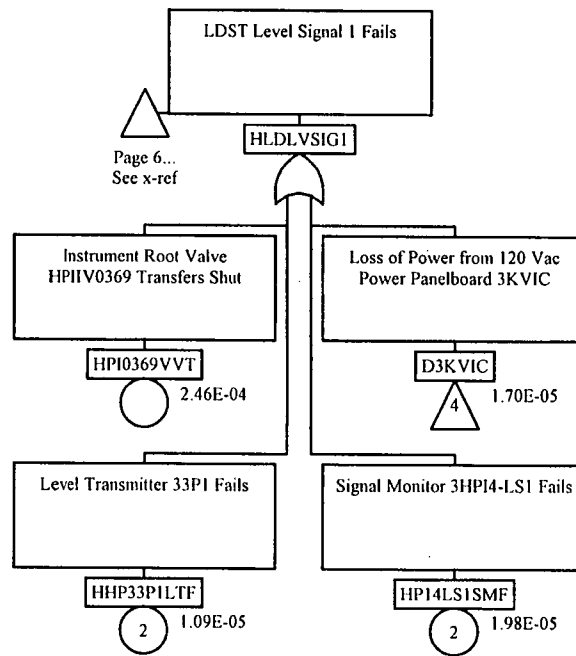 LDST Level Signal 1 Fails
HLDLVSIG1
Page 6...
See x-ref
Instrument Root Valve
HPIIV0369 Transfers Shut
HPI0369VVT
2.46E-04
Loss of Power from 120 Vac
Power Panelboard 3KVIC
D3KVIC
4
1.70E-05
Level Transmitter 33P1 Fails
HHP33P1LTF
2
1.09E-05
Signal Monitor 3HPI4-LS1 Fails
HP14LS1SMF
2
1.98E-05